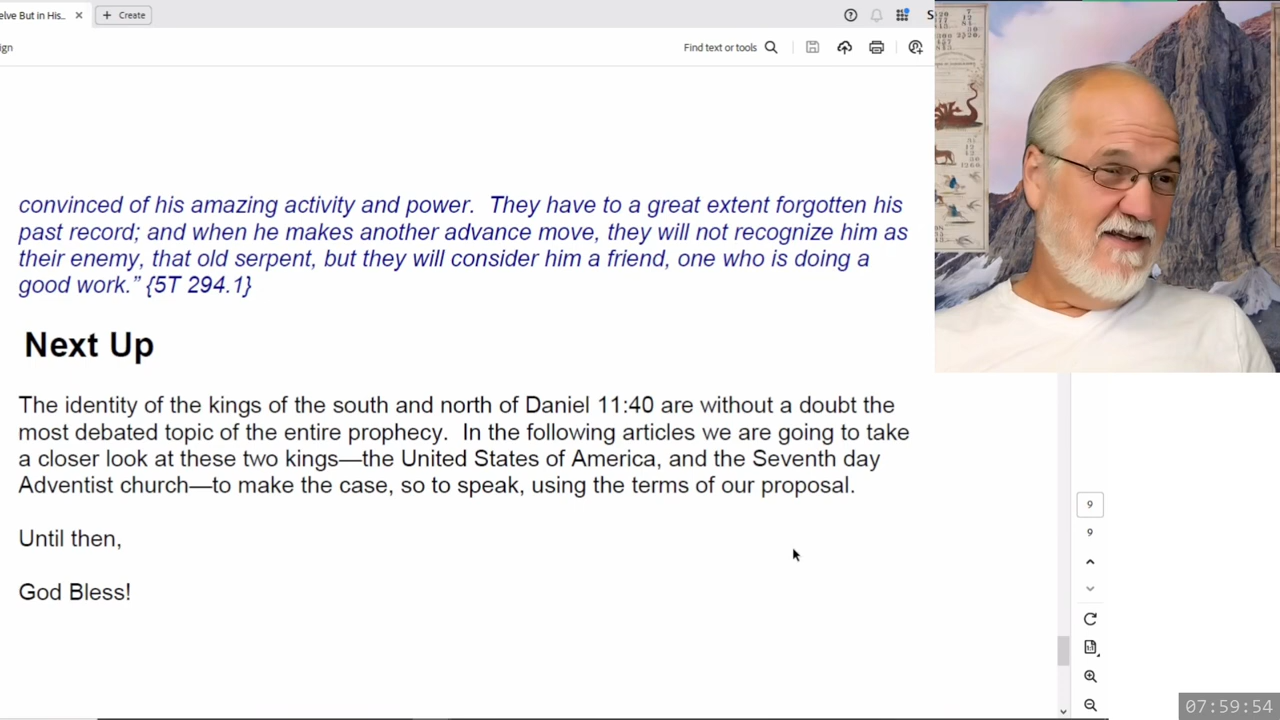 elve But in His..
Create
ign
Find text or tools
S
convinced of his amazing activity and power.  They have to a great extent forgotten his
past record; and when he makes another advance move, they will not recognize him as
their enemy, that old serpent, but they will consider him a friend, one who is doing a
good work.” {5T 294.1}
Next Up
The identity of the kings of the south and north of Daniel 11:40 are without a doubt the
most debated topic of the entire prophecy.  In the following articles we are going to take
a closer look at these two kings—the United States of America, and the Seventh day
Adventist church—to make the case, so to speak, using the terms of our proposal.
Until then,
God Bless!
9
9
07:59:54